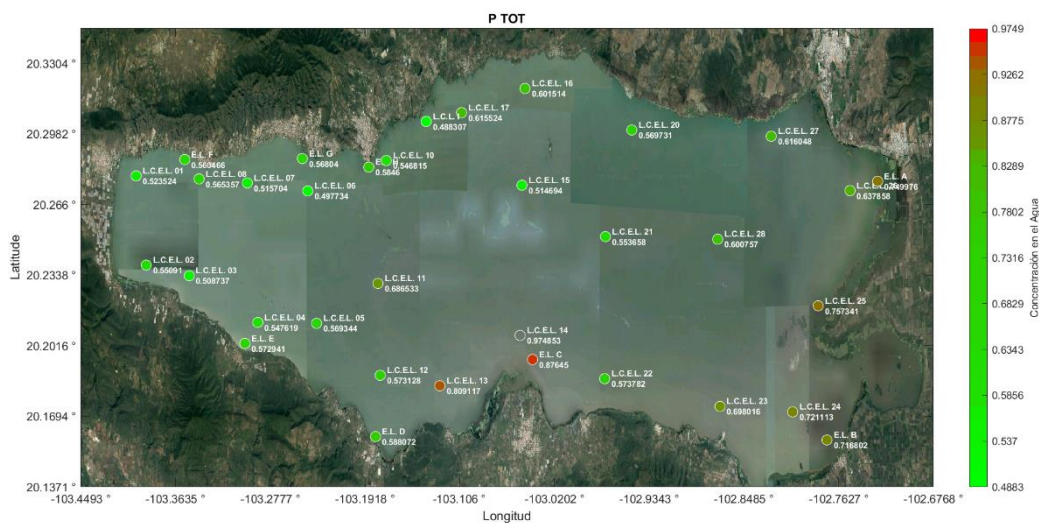 P TOT
20.3304 °
20.2982 °
20.266 °
20.2338 °
20.2016 °
20.1694 °
20.1371 °
Latitude
L.C.E.L. 16
0.601514
L.C.E.L. 17
0.615524
L.C.L I
0.488307
L.C.E.L. 20
0.569731
L.C.E.L. 27
0.616048
E.L. F
0.560466
E.L. G
0.56804
L.C.E.L. 10
0.546815
0.5846
L.C.E.L. 01
0.523524
L.C.E.L. 08
0.565357
L.C.E.L. 07
0.515704
L.C.E.L. 06
0.497734
L.C.E.L. 15
0.514694
E.L. A
0.637858
L.C.E.L. 21
0.553658
L.C.E.L. 28
0.600757
L.C.E.L. 02
0.55091
L.C.E.L. 03
0.508737
L.C.E.L. 11
0.686533
L.C.E.L. 25
0.757341
L.C.E.L. 04
0.547619
L.C.E.L. 05
0.569344
E.L. E
0.572941
L.C.E.L. 14
0.974853
E.L. C
0.87645
L.C.E.L. 12
0.573128
L.C.E.L. 13
0.809117
L.C.E.L. 22
0.573782
L.C.E.L. 23
0.698016
L.C.E.L. 24
0.721113
E.L. D
0.588072
E.L. B
0.716802
-103.4493 °
-103.3635 °
-103.2777 °
-103.1918 °
-103.106 °
-103.0202 °
-102.9343 °
-102.8485 °
-102.7627 °
-102.6768 °
Longitud
0.9749
0.9262
0.8775
0.8289
0.7802
0.7316
0.6829
0.6343
0.5856
0.537
0.4883
Concentración en el Agua